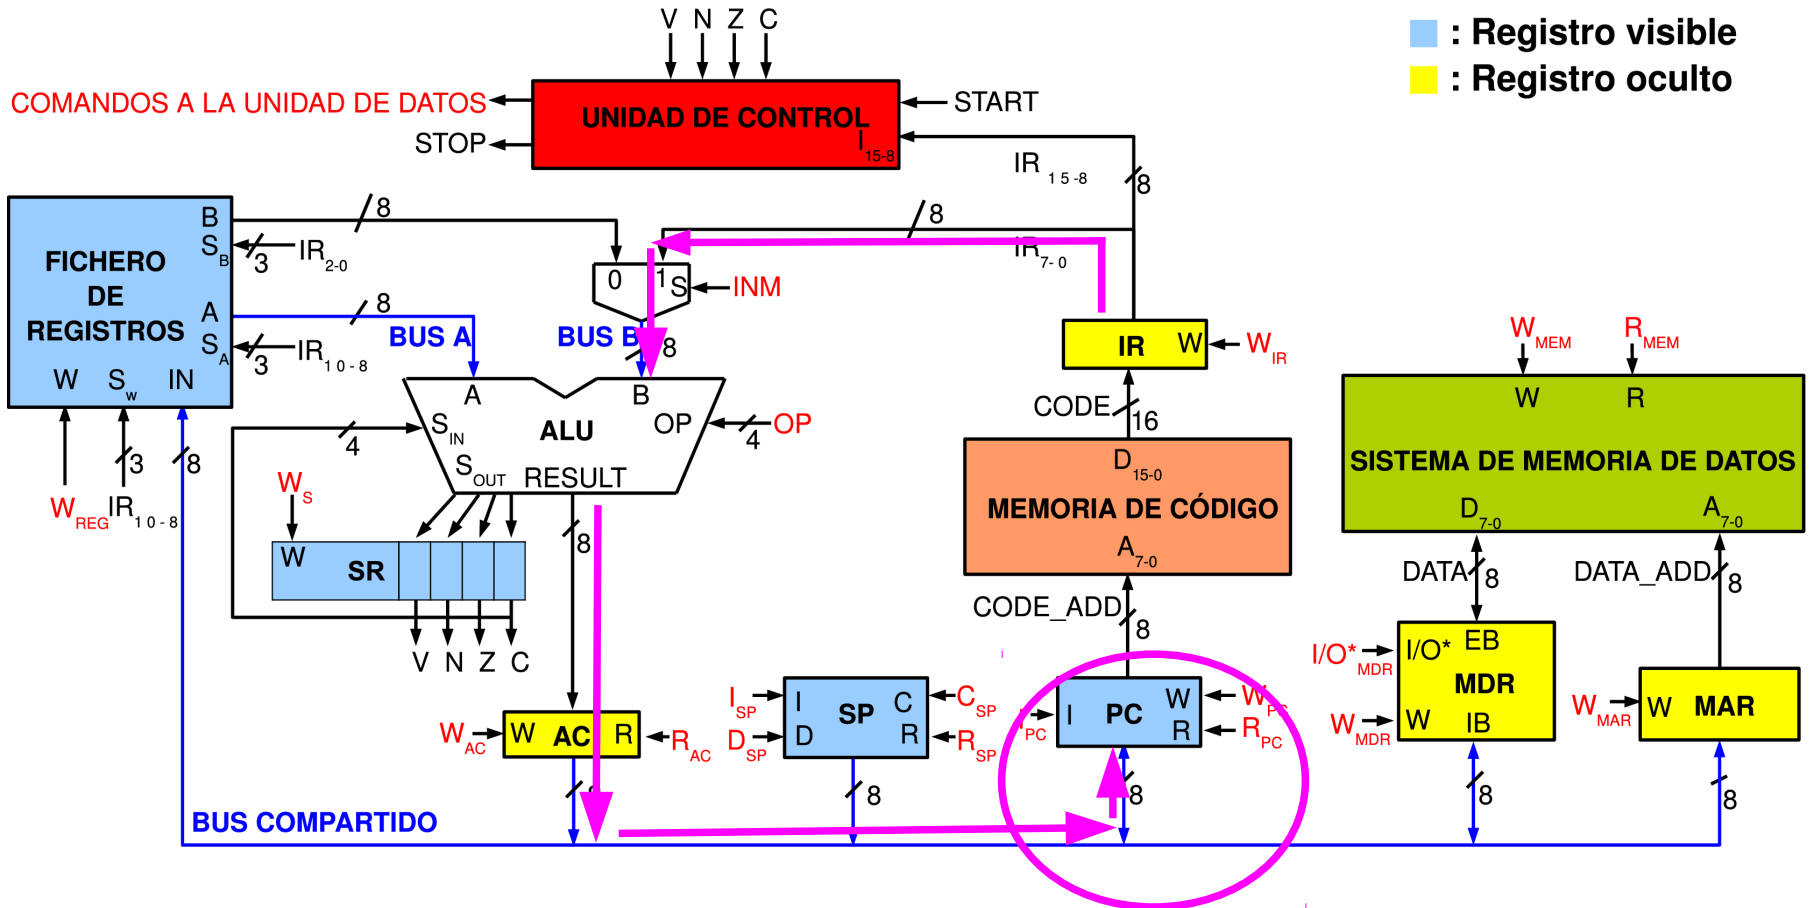 V N Z C
: Registro visible
: Registro oculto
COMANDOS A LA UNIDAD DE DATOS
STOP
UNIDAD DE CONTROL
I15-8
START
IR 15-8
8
FICHERO
DE
REGISTROS
B
SB
A
SA
W
SW
IN
8
3
IR2-0
8
3
IR10-8
BUS A
BUS B
0
1
S
INM
8
IR7-0
8
A
B
SIN
ALU
OP
SOUT
RESULT
4
OP
4
WREG
3
IR10-8
8
WS
W
SR
V N Z C
8
WAC
W
AC
R
RAC
8
ISP
DSP
I
D
SP
C
R
CSP
RSP
8
IR
W
WIR
CODE
16
D15-0
MEMORIA DE CÓDIGO
A7-0
CODE_ADD
8
IPC
I
PC
W
R
WPC
RPC
8
WMEM
RMEM
W
R
SISTEMA DE MEMORIA DE DATOS
D7-0
A7-0
DATA
8
DATA_ADD
8
I/O*MDR
WMDR
I/O*
EB
MDR
W
IB
8
WMAR
W
MAR
8
BUS COMPARTIDO